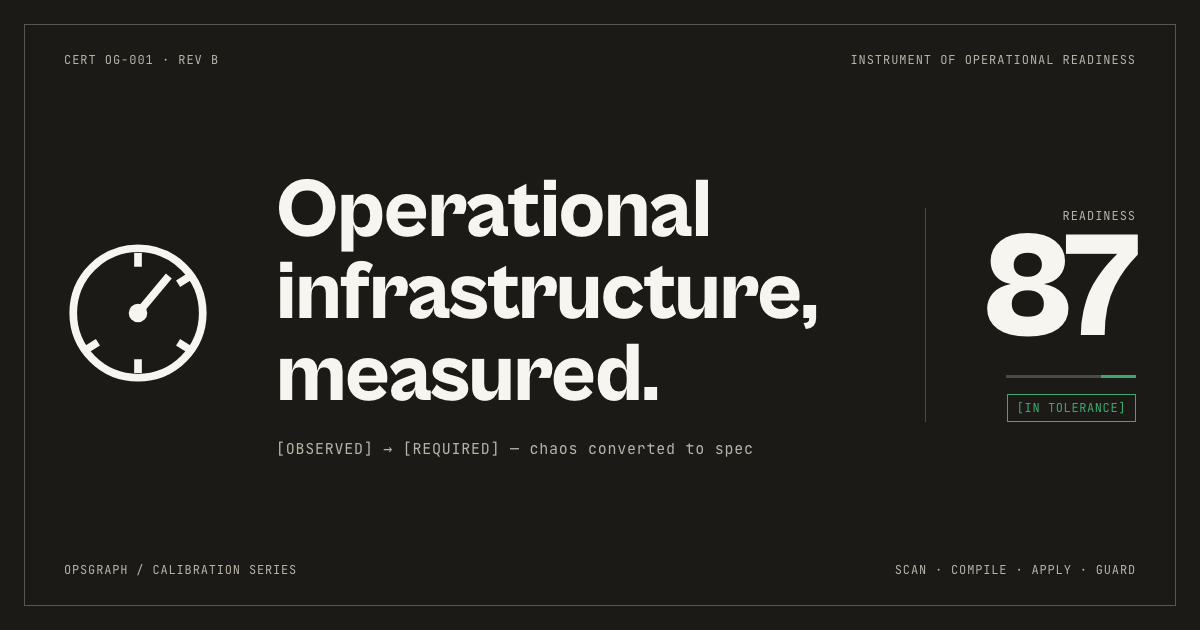 CERT OG-001 · REV B
INSTRUMENT OF OPERATIONAL READINESS
Operational
infrastructure,
measured.
[OBSERVED] → [REQUIRED] — chaos converted to spec
READINESS
87
[IN TOLERANCE]
OPSGRAPH / CALIBRATION SERIES
SCAN · COMPILE · APPLY · GUARD